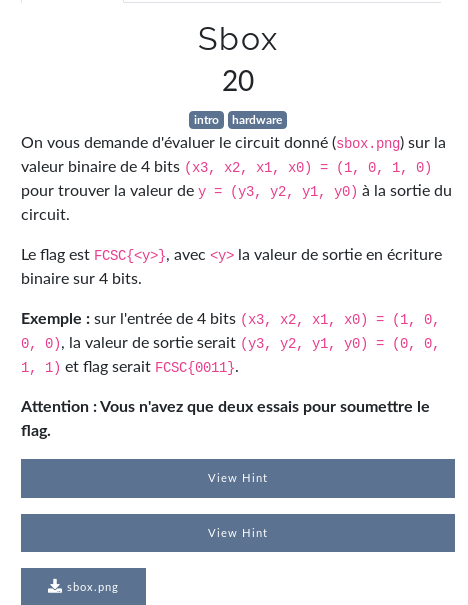 Sbox
20
intro hardware
On vous demande d'évaluer le circuit donné (sbox.png) sur la
valeur binaire de 4 bits (x3, x2, x1, x0) = (1, 0, 1, 0)
pour trouver la valeur de y = (y3, y2, y1, y0) à la sortie du
circuit.
Le flag est FCSC{<y>}, avec <y> la valeur de sortie en écriture
binaire sur 4 bits.
Exemple : sur l'entrée de 4 bits (x3, x2, x1, x0) = (1, 0,
0, 0), la valeur de sortie serait (y3, y2, y1, y0) = (0, 0,
1, 1) et flag serait FCSC{0011}.
Attention : Vous n'avez que deux essais pour soumettre le
flag.
View Hint
View Hint
sbox.png